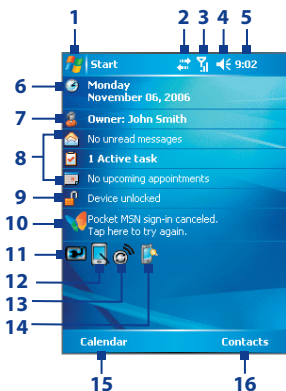 1 2 3 4 5
Start 9:02
6 Monday
November 06, 2006
7 Owner: John Smith
8 No unread messages
1 Active task
No upcoming appointments
9 Device unlocked
10 Pocket MSN sign-in canceled.
Tap here to try again.
11
12
13
14
Calendar Contacts
15 16